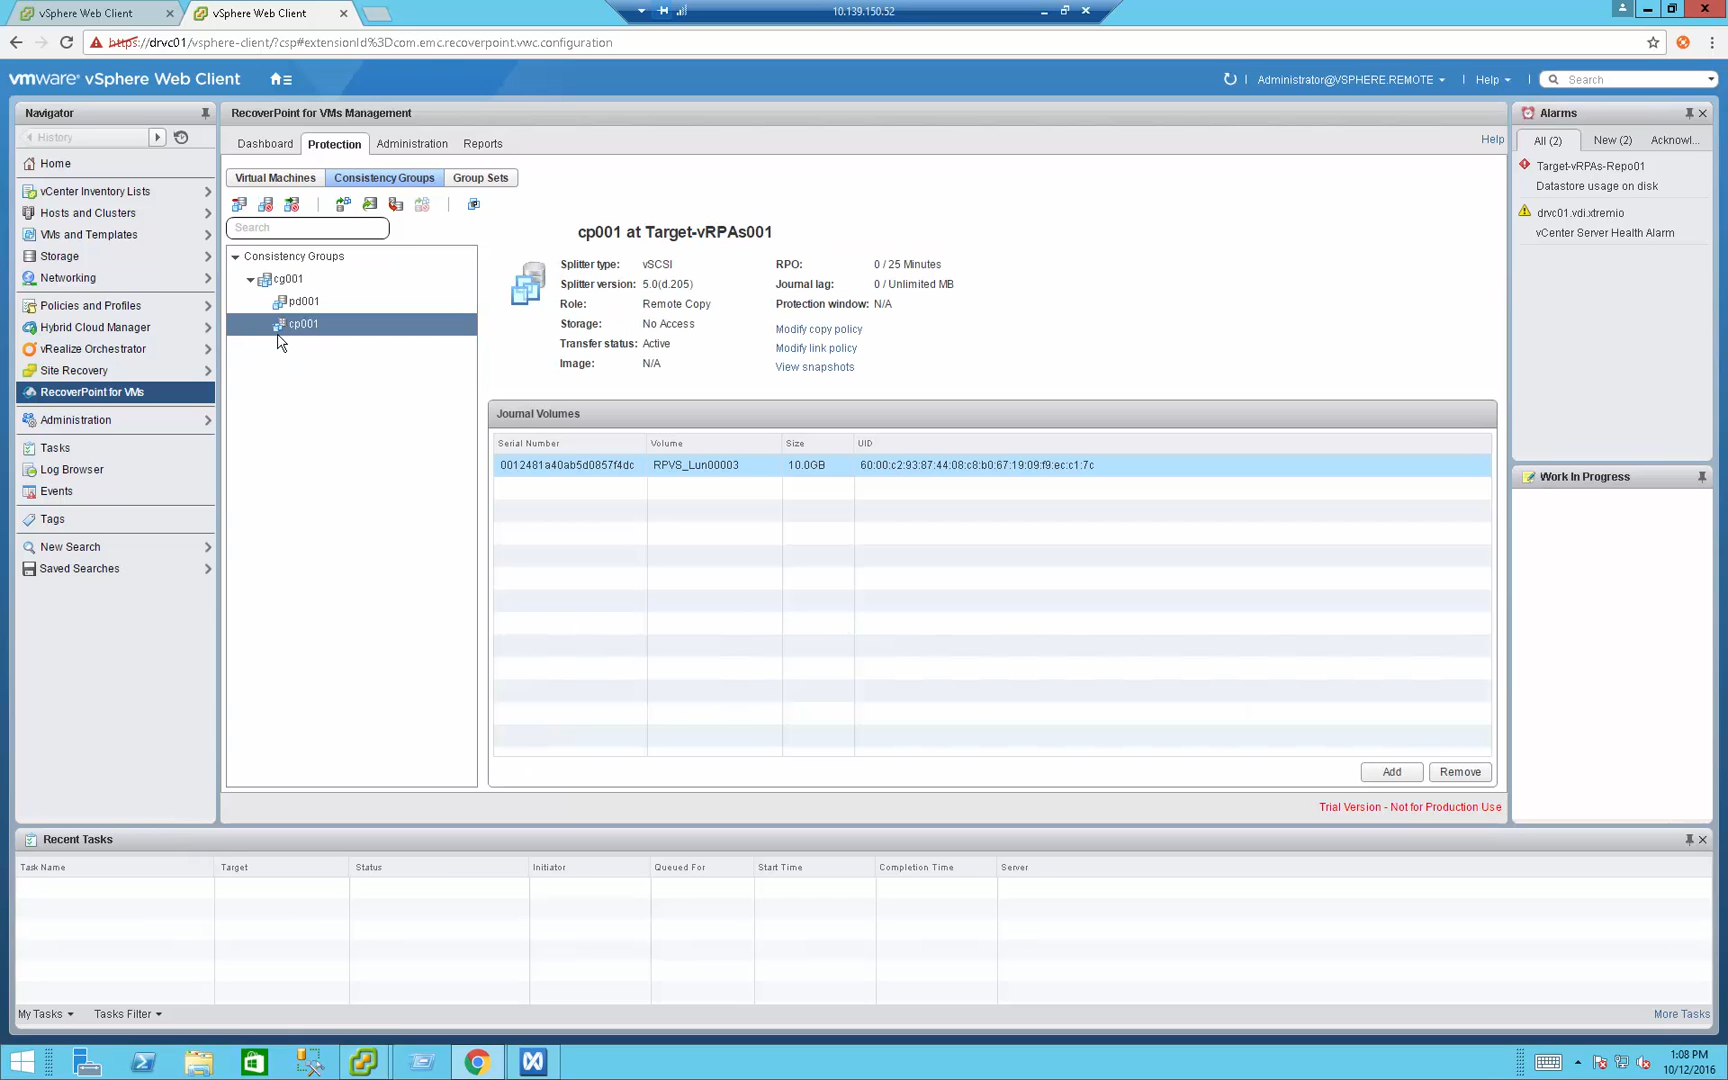 vSphere Web Client
vSphere Web Client
10.139.150.52
https://drvc01/vsphere-client/?csp#extensionId%3Dcom.emc.recoverpoint.vwc.configuration
vmware vSphere Web Client
Administrator@VSPHERE.REMOTE
Help
Search
Navigator
History
Home
vCenter Inventory Lists
Hosts and Clusters
VMs and Templates
Storage
Networking
Policies and Profiles
Hybrid Cloud Manager
vRealize Orchestrator
Site Recovery
RecoverPoint for VMs
Administration
Tasks
Log Browser
Events
Tags
New Search
Saved Searches
RecoverPoint for VMs Management
Dashboard Protection Administration Reports
Help
Virtual Machines Consistency Groups Group Sets
Search
Consistency Groups
cg001
pd001
cp001
cp001 at Target-vRPAs001
Splitter type: vSCSI
Splitter version: 5.0(d.205)
Role: Remote Copy
Storage: No Access
Transfer status: Active
Image: N/A
RPO: 0 / 25 Minutes
Journal lag: 0 / Unlimited MB
Protection window: N/A
Modify copy policy
Modify link policy
View snapshots
Journal Volumes
Serial Number Volume Size UID
0012481a40ab5d0857f4dc RPVS_Lun00003 10.0GB 60:00:c2:93:87:44:08:c8:b0:67:19:09:f9:ec:c1:7c
Add Remove
Trial Version - Not for Production Use
Alarms
All (2) New (2) Acknowl...
Target-vRPAs-Repo01
Datastore usage on disk
drvc01.vdi.xtremio
vCenter Server Health Alarm
Work In Progress
Recent Tasks
Task Name Target Status Initiator Queued For Start Time Completion Time Server
My Tasks Tasks Filter
More Tasks
1:08 PM
10/12/2016